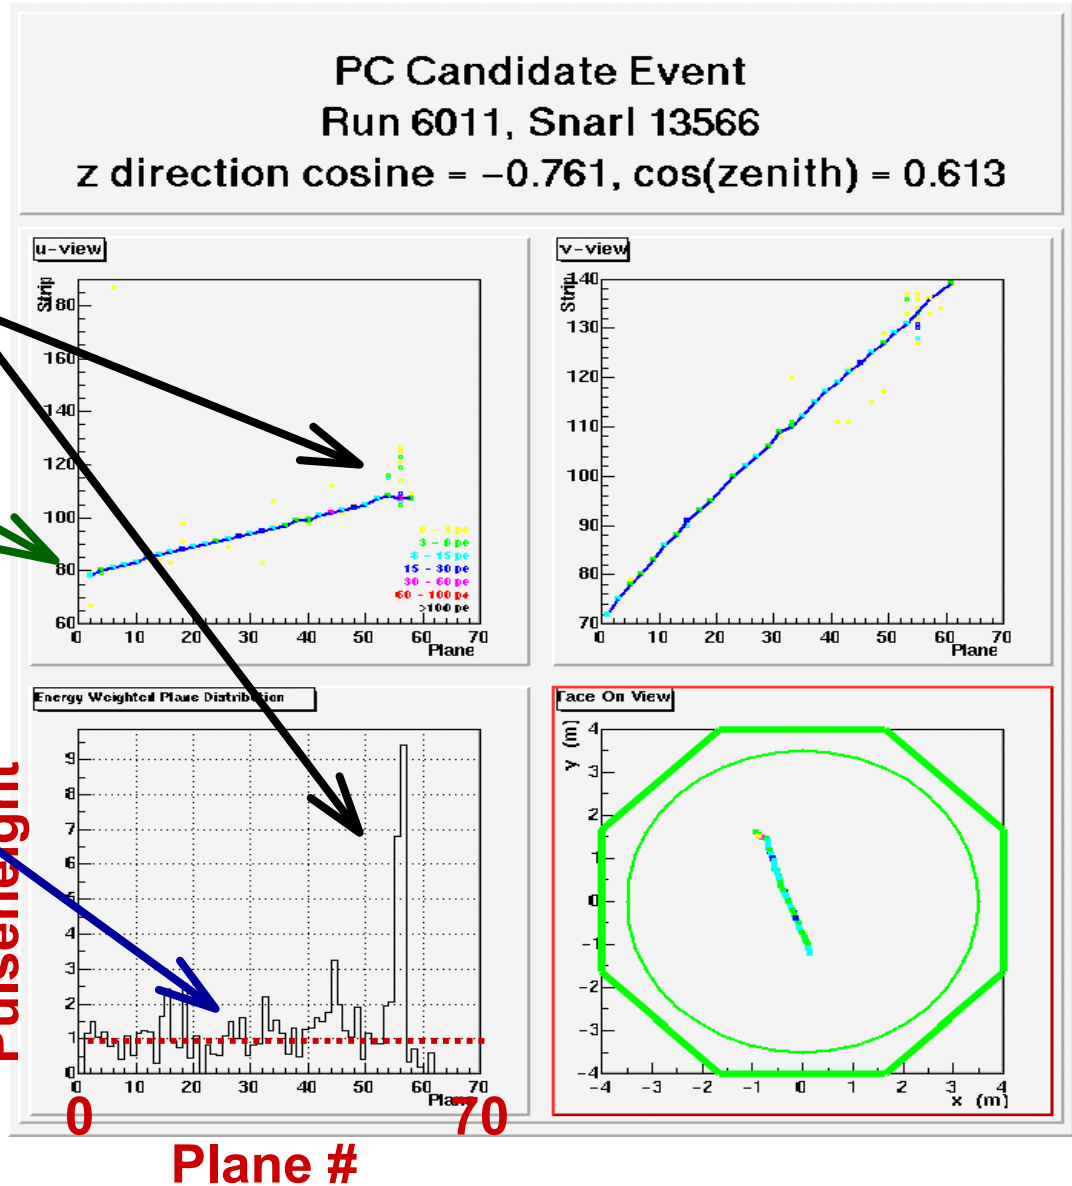 PC Candidate Event
Run 6011, Snarl 13566
z direction cosine = −0.761, cos(zenith) = 0.613
u-view
Strip
180
160
140
120
100
80
60
0 10 20 30 40 50 60 70
Plane
0 - 3 pe
3 - 8 pe
8 - 15 pe
15 - 30 pe
30 - 60 pe
60 - 100 pe
>100 pe
v-view
Strip
140
130
120
110
100
90
80
70
0 10 20 30 40 50 60 70
Plane
Energy Weighted Plane Distribution
Pulseheight
9
8
7
6
5
4
3
2
1
0
0 10 20 30 40 50 60 70
Plane
0 70
Plane #
Face On View
y (m)
4
3
2
1
0
−1
−2
−3
−4
−4 −3 −2 −1 0 1 2 3 4
x (m)